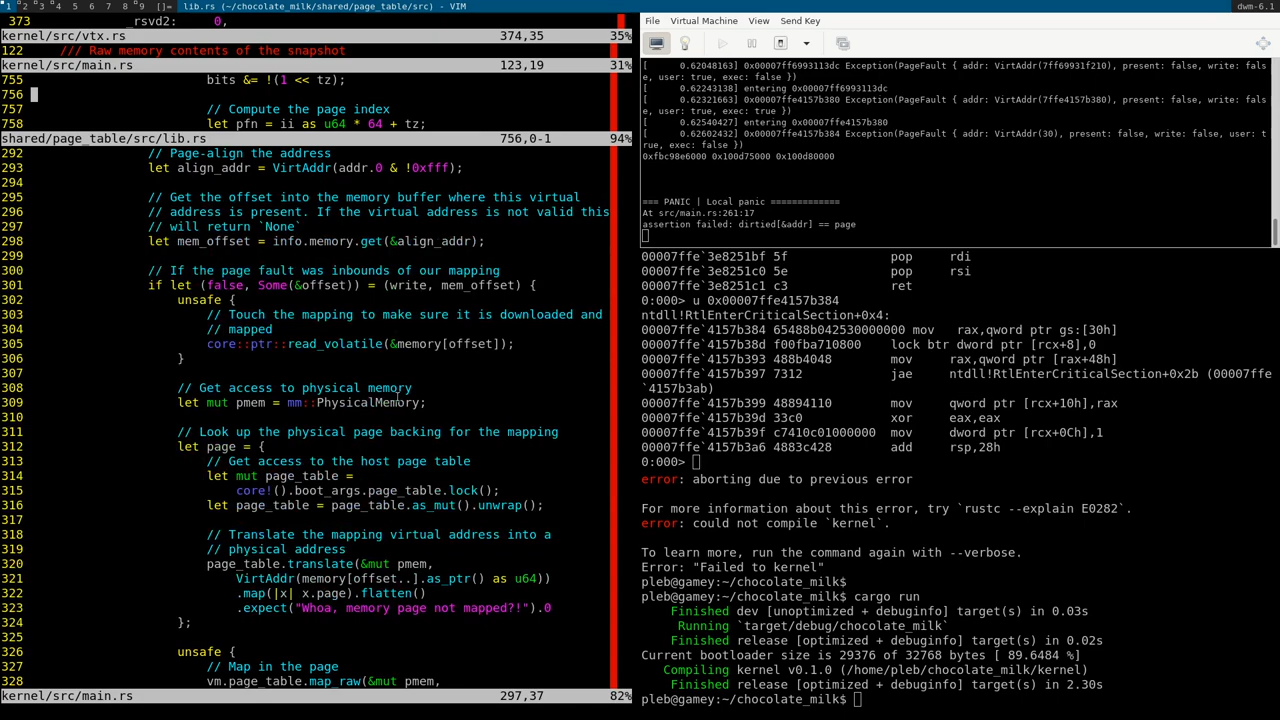 1 2 3 4 5 6 7 8 9 []= lib.rs (~/chocolate_milk/shared/page_table/src) - VIM dwm-6.1
373 _rsvd2: 0,
kernel/src/vtx.rs 374,35 35%
122 /// Raw memory contents of the snapshot
kernel/src/main.rs 123,19 31%
755 bits &= !(1 << tz);
756
757 // Compute the page index
758 let pfn = ii as u64 * 64 + tz;
shared/page_table/src/lib.rs 756,0-1 94%
292 // Page-align the address
293 let align_addr = VirtAddr(addr.0 & !0xfff);
294
295 // Get the offset into the memory buffer where this virtual
296 // address is present. If the virtual address is not valid this
297 // will return `None`
298 let mem_offset = info.memory.get(&align_addr);
299
300 // If the page fault was inbounds of our mapping
301 if let (false, Some(&offset)) = (write, mem_offset) {
302 unsafe {
303 // Touch the mapping to make sure it is downloaded and
304 // mapped
305 core::ptr::read_volatile(&memory[offset]);
306 }
307
308 // Get access to physical memory
309 let mut pmem = mm::PhysicalMemory;
310
311 // Look up the physical page backing for the mapping
312 let page = {
313 // Get access to the host page table
314 let mut page_table =
315 core!().boot_args.page_table.lock();
316 let page_table = page_table.as_mut().unwrap();
317
318 // Translate the mapping virtual address into a
319 // physical address
320 page_table.translate(&mut pmem,
321 VirtAddr(memory[offset..].as_ptr() as u64))
322 .map(|x| x.page).flatten()
323 .expect("Whoa, memory page not mapped?!").0
324 };
325
326 unsafe {
327 // Map in the page
328 vm.page_table.map_raw(&mut pmem,
kernel/src/main.rs 297,37 82%
File Virtual Machine View Send Key
[ 0.62048163] 0x00007ff6993113dc Exception(PageFault { addr: VirtAddr(7ff69931f210), present: false, write: fals
e, user: true, exec: false })
[ 0.62243138] entering 0x00007ff6993113dc
[ 0.62321663] 0x00007ffe4157b380 Exception(PageFault { addr: VirtAddr(7ffe4157b380), present: false, write: fals
e, user: true, exec: false })
[ 0.62540427] entering 0x00007ffe4157b380
[ 0.62602432] 0x00007ffe4157b384 Exception(PageFault { addr: VirtAddr(30), present: false, write: false, user: t
rue, exec: false })
0xfbc98e6000 0x100d75000 0x100d80000
=== PANIC | Local panic =============
At src/main.rs:261:17
assertion failed: dirtied[&addr] == page
00007ffe`3e8251bf 5f pop rdi
00007ffe`3e8251c0 5e pop rsi
00007ffe`3e8251c1 c3 ret
0:000> u 0x00007ffe4157b384
ntdll!RtlEnterCriticalSection+0x4:
00007ffe`4157b384 65488b042530000000 mov rax,qword ptr gs:[30h]
00007ffe`4157b38d f00fba710800 lock btr dword ptr [rcx+8],0
00007ffe`4157b393 488b4048 mov rax,qword ptr [rax+48h]
00007ffe`4157b397 7312 jae ntdll!RtlEnterCriticalSection+0x2b (00007ffe
`4157b3ab)
00007ffe`4157b399 48894110 mov qword ptr [rcx+10h],rax
00007ffe`4157b39d 33c0 xor eax,eax
00007ffe`4157b39f c7410c01000000 mov dword ptr [rcx+0Ch],1
00007ffe`4157b3a6 4883c428 add rsp,28h
0:000>
error: aborting due to previous error
For more information about this error, try `rustc --explain E0282`.
error: could not compile `kernel`.
To learn more, run the command again with --verbose.
Error: "Failed to kernel"
pleb@gamey:~/chocolate_milk$
pleb@gamey:~/chocolate_milk$ cargo run
Finished dev [unoptimized + debuginfo] target(s) in 0.03s
Running `target/debug/chocolate_milk`
Finished release [optimized + debuginfo] target(s) in 0.02s
Current bootloader size is 29376 of 32768 bytes [ 89.6484 %]
Compiling kernel v0.1.0 (/home/pleb/chocolate_milk/kernel)
Finished release [optimized + debuginfo] target(s) in 2.30s
pleb@gamey:~/chocolate_milk$